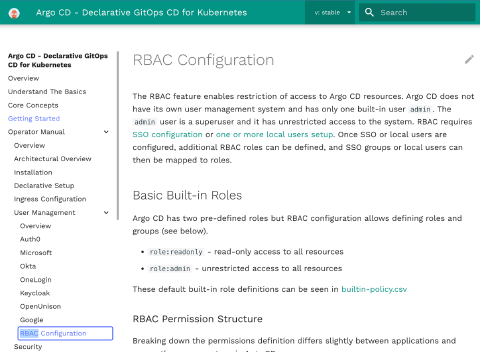 Argo CD - Declarative GitOps CD for Kubernetes
v: stable
Search
Argo CD - Declarative GitOps
CD for Kubernetes
Overview
Understand The Basics
Core Concepts
Getting Started
Operator Manual
Overview
Architectural Overview
Installation
Declarative Setup
Ingress Configuration
User Management
Overview
Auth0
Microsoft
Okta
OneLogin
Keycloak
OpenUnison
Google
RBAC Configuration
Security
RBAC Configuration
The RBAC feature enables restriction of access to Argo CD resources. Argo CD does not
have its own user management system and has only one built-in user admin. The
admin user is a superuser and it has unrestricted access to the system. RBAC requires
SSO configuration or one or more local users setup. Once SSO or local users are
configured, additional RBAC roles can be defined, and SSO groups or local users can
then be mapped to roles.
Basic Built-in Roles
Argo CD has two pre-defined roles but RBAC configuration allows defining roles and
groups (see below).
• role:readonly - read-only access to all resources
• role:admin - unrestricted access to all resources
These default built-in role definitions can be seen in builtin-policy.csv
RBAC Permission Structure
Breaking down the permissions definition differs slightly between applications and